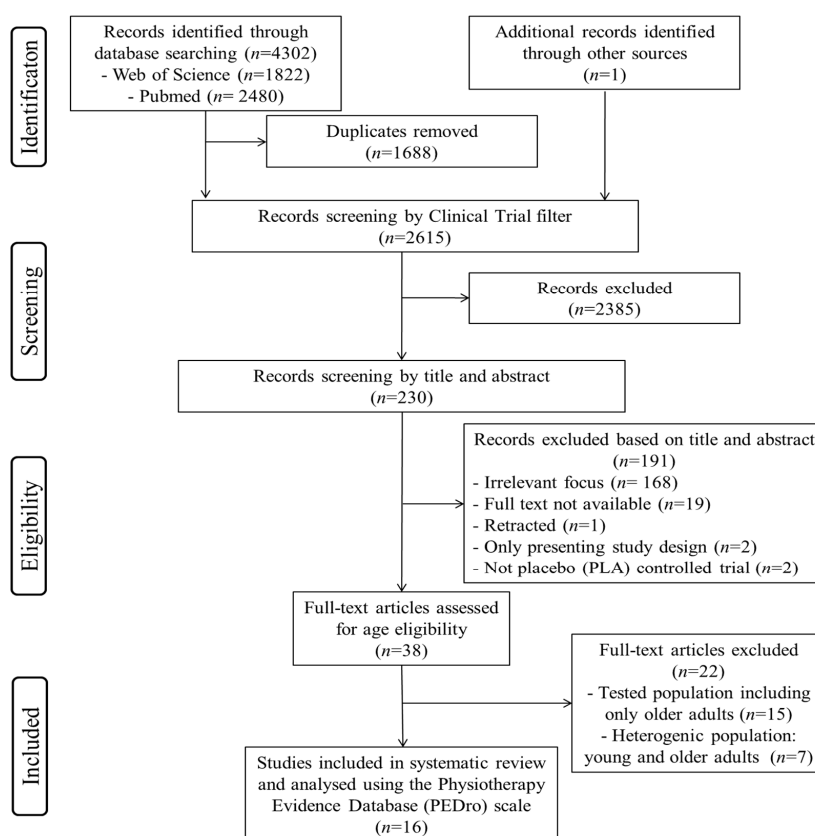 Identificaton
Records identified through
database searching (n=4302)
- Web of Science (n=1822)
- Pubmed (n= 2480)
Additional records identified
through other sources
(n=1)
Duplicates removed
(n=1688)
Screening
Records screening by Clinical Trial filter
(n=2615)
Records excluded
(n=2385)
Records screening by title and abstract
(n=230)
Eligibility
Records excluded based on title and abstract
(n=191)
- Irrelevant focus (n= 168)
- Full text not available (n=19)
- Retracted (n=1)
- Only presenting study design (n=2)
- Not placebo (PLA) controlled trial (n=2)
Full-text articles assessed
for age eligibility
(n=38)
Included
Full-text articles excluded
(n=22)
- Tested population including
only older adults (n=15)
- Heterogenic population:
young and older adults (n=7)
Studies included in systematic review
and analysed using the Physiotherapy
Evidence Database (PEDro) scale
(n=16)